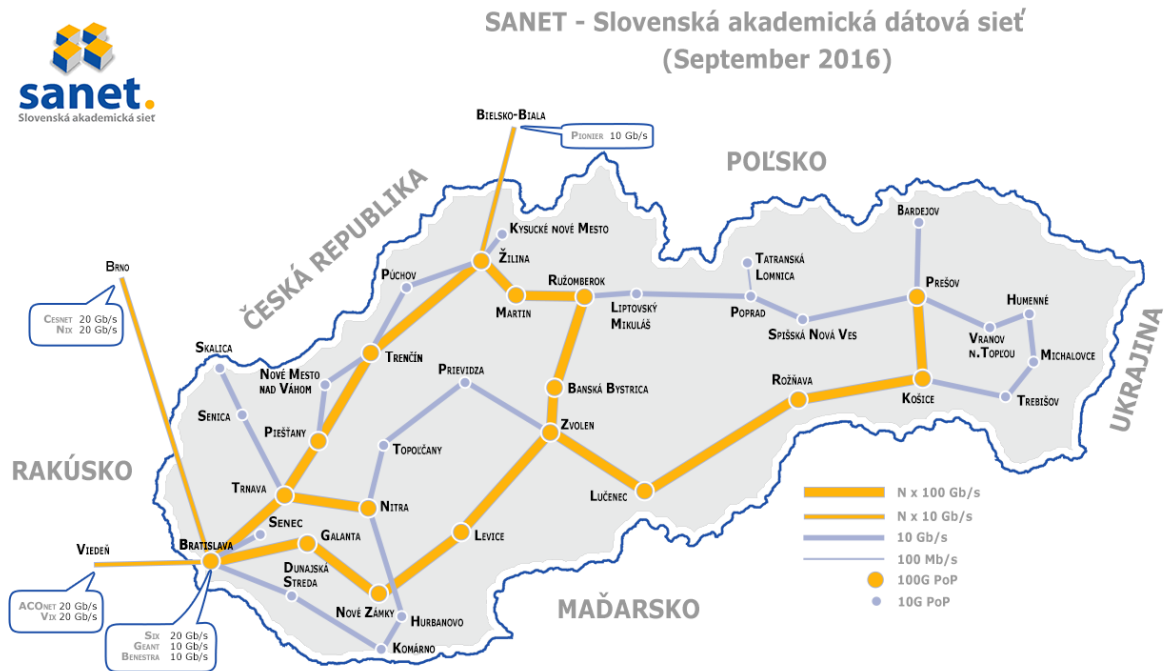 SANET - Slovenská akademická dátová sieť
(September 2016)
sanet.
Slovenská akademická sieť
BIELSKO-BIALA
PIONIER 10 Gb/s
POĽSKO
ČESKÁ REPUBLIKA
BARDEJOV
KYSUCKÉ NOVÉ MESTO
ŽILINA
TATRANSKÁ
LOMNICA
BRNO
PÚCHOV
RUŽOMBEROK
PREŠOV
CESNET 20 Gb/s
NIX 20 Gb/s
MARTIN
LIPTOVSKÝ
MIKULÁŠ
POPRAD
HUMENNÉ
SPIŠSKÁ NOVÁ VES
VRANOV
N.TOPĽOU
UKRAJINA
SKALICA
TRENČÍN
MICHALOVCE
NOVÉ MESTO
NAD VÁHOM
PRIEVIDZA
BANSKÁ BYSTRICA
ROŽŇAVA
KOŠICE
TREBIŠOV
SENICA
PIEŠŤANY
ZVOLEN
TOPOĽČANY
RAKÚSKO
TRNAVA
NITRA
LUČENEC
N x 100 Gb/s
SENEC
N x 10 Gb/s
BRATISLAVA
GALANTA
LEVICE
10 Gb/s
VIEDEŇ
100 Mb/s
DUNAJSKÁ
STREDA
100G PoP
ACONET 20 Gb/s
VIX 20 Gb/s
NOVÉ ZÁMKY
MAĎARSKO
10G PoP
HURBANOVO
SIX 20 Gb/s
GEANT 10 Gb/s
BENESTRA 10 Gb/s
KOMÁRNO